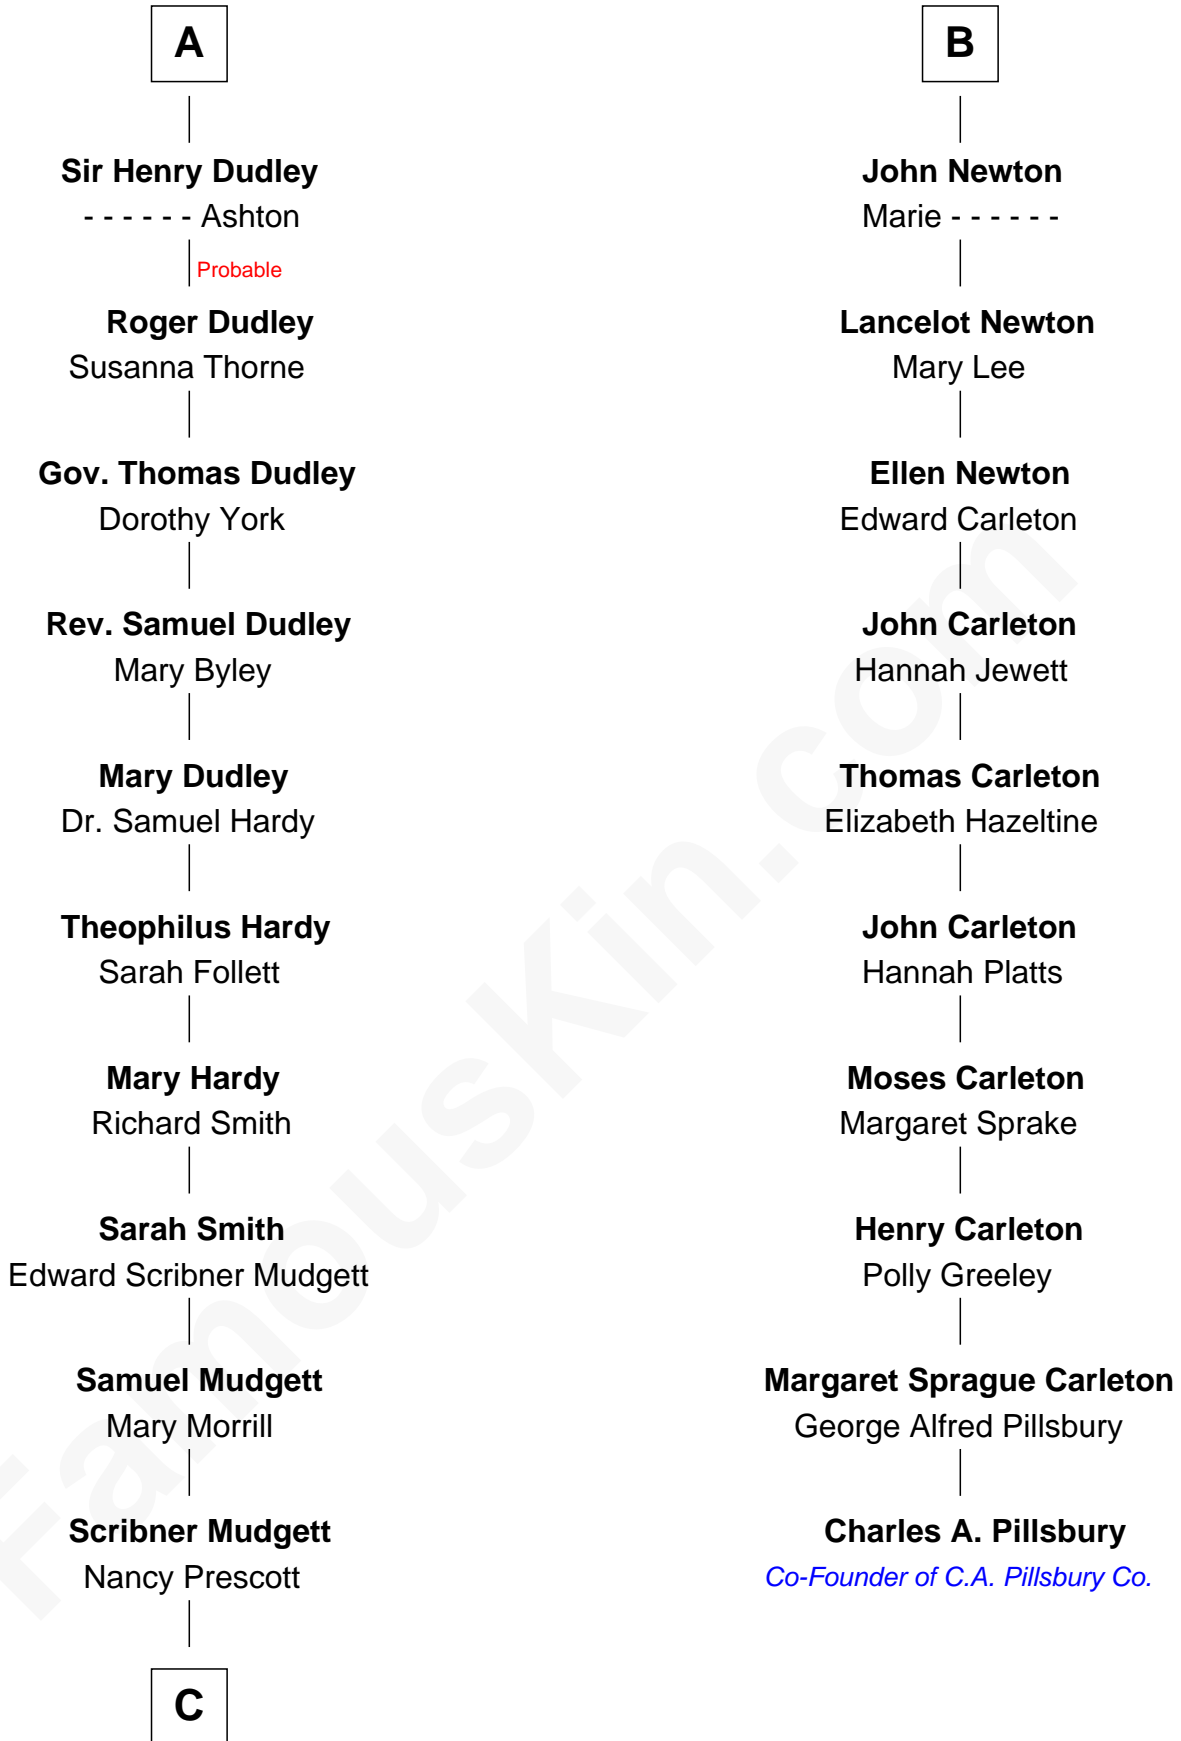 A
Sir Henry Dudley
- - - - - - Ashton
Probable
Roger Dudley
Susanna Thorne
Gov. Thomas Dudley
Dorothy York
Rev. Samuel Dudley
Mary Byley
Mary Dudley
Dr. Samuel Hardy
Theophilus Hardy
Sarah Follett
Mary Hardy
Richard Smith
Sarah Smith
Edward Scribner Mudgett
Samuel Mudgett
Mary Morrill
Scribner Mudgett
Nancy Prescott
C
B
John Newton
Marie - - - - - -
Lancelot Newton
Mary Lee
Ellen Newton
Edward Carleton
John Carleton
Hannah Jewett
Thomas Carleton
Elizabeth Hazeltine
John Carleton
Hannah Platts
Moses Carleton
Margaret Sprake
Henry Carleton
Polly Greeley
Margaret Sprague Carleton
George Alfred Pillsbury
Charles A. Pillsbury
Co-Founder of C.A. Pillsbury Co.
FamousKin.com